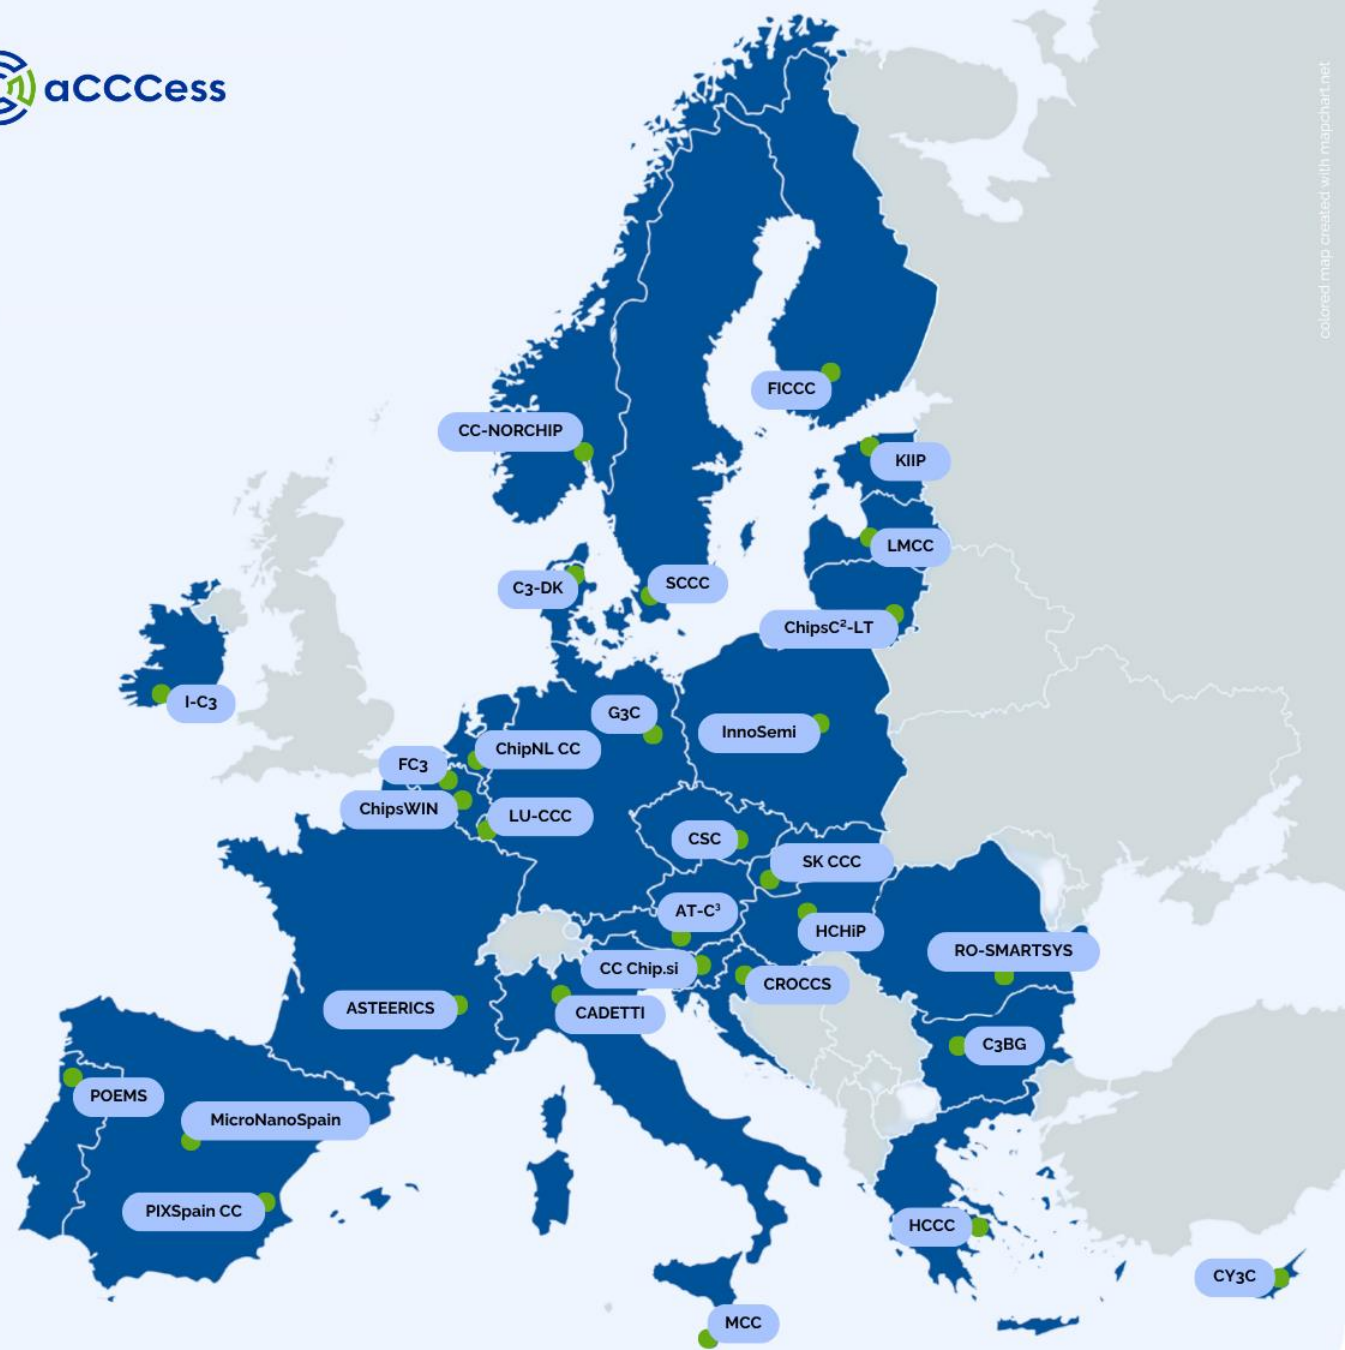 aCCCess
colored map created with mapchart.net
FICCC
CC-NORCHIP
KIIP
LMCC
C3-DK
SCCC
ChipsC²-LT
I-C3
G3C
InnoSemi
ChipNL CC
FC3
ChipsWIN
LU-CCC
CSC
SK CCC
AT-C³
HCHiP
RO-SMARTSYS
CC Chip.si
CROCCS
ASTEERICS
CADETTI
C3BG
POEMS
MicroNanoSpain
PIXSpain CC
HCCC
CY3C
MCC